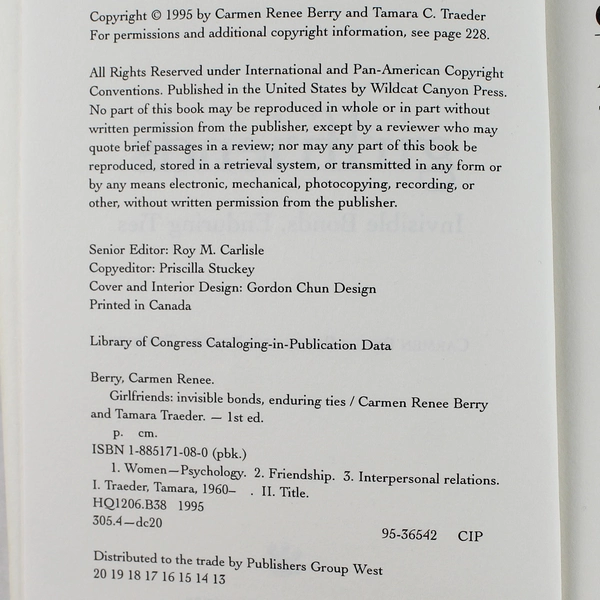 Copyright © 1995 by Carmen Renee Berry and Tamara C. Traeder
For permissions and additional copyright information, see page 228.
All Rights Reserved under International and Pan-American Copyright
Conventions. Published in the United States by Wildcat Canyon Press.
No part of this book may be reproduced in whole or in part without
written permission from the publisher, except by a reviewer who may
quote brief passages in a review; nor may any part of this book be
reproduced, stored in a retrieval system, or transmitted in any form or
by any means electronic, mechanical, photocopying, recording, or
other, without written permission from the publisher.
Senior Editor: Roy M. Carlisle
Copyeditor: Priscilla Stuckey
Cover and Interior Design: Gordon Chun Design
Printed in Canada
Library of Congress Cataloging-in-Publication Data
Berry, Carmen Renee.
Girlfriends: invisible bonds, enduring ties / Carmen Renee Berry
and Tamara Traeder. — 1st ed.
p. cm.
ISBN 1-885171-08-0 (pbk.)
1. Women—Psychology. 2. Friendship. 3. Interpersonal relations.
I. Traeder, Tamara, 1960– . II. Title.
HQ1206.B38 1995
305.4—dc20
95-36542 CIP
Distributed to the trade by Publishers Group West
20 19 18 17 16 15 14 13